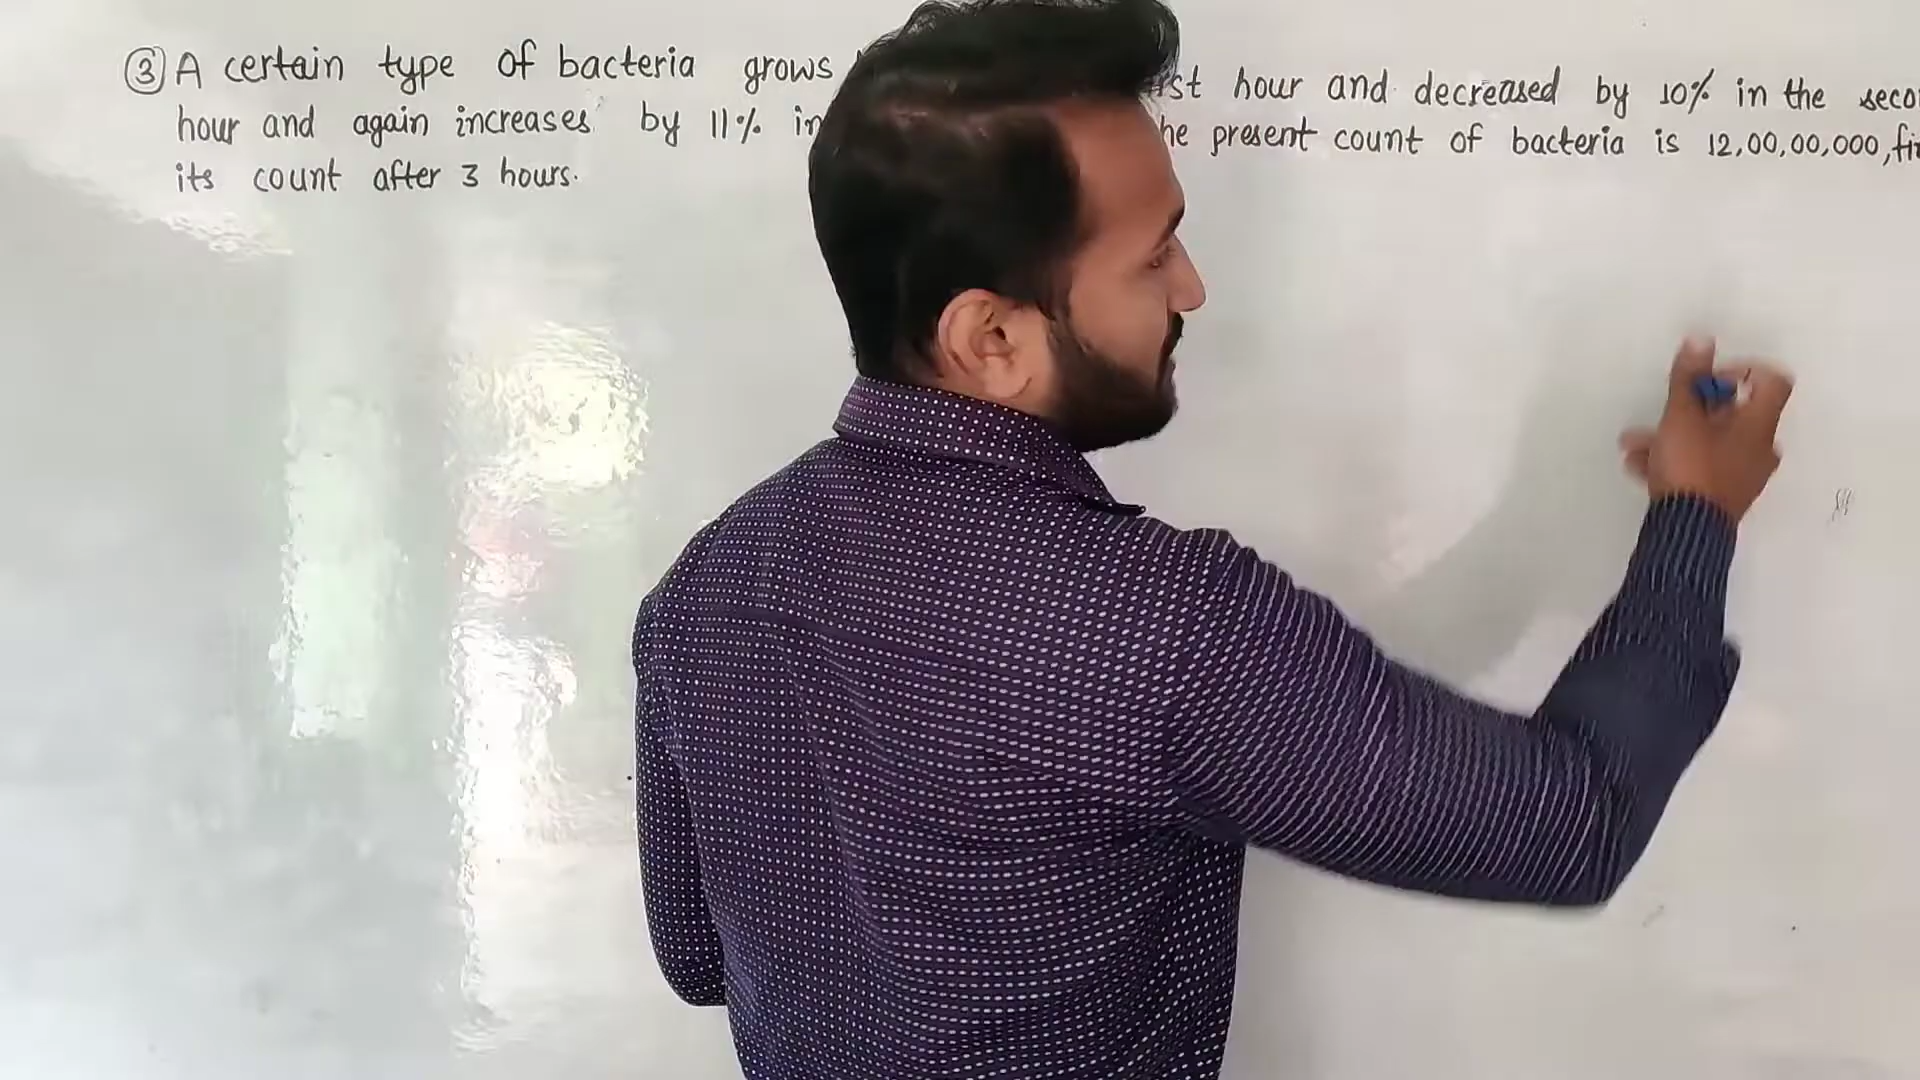 ③ A certain type of bacteria grows st hour and decreased by 10% in the seco
hour and again increases by 11% in he present count of bacteria is 12,00,00,000, fi
its count after 3 hours.